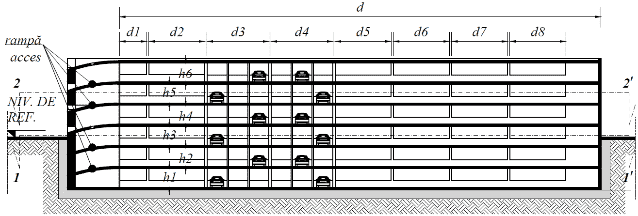 d
d1 d2 d3 d4 d5 d6 d7 d8
rampă
acces
h6
2 2'
h5
NIV. DE
REF.
h4
h3
h2
1 1'
h1